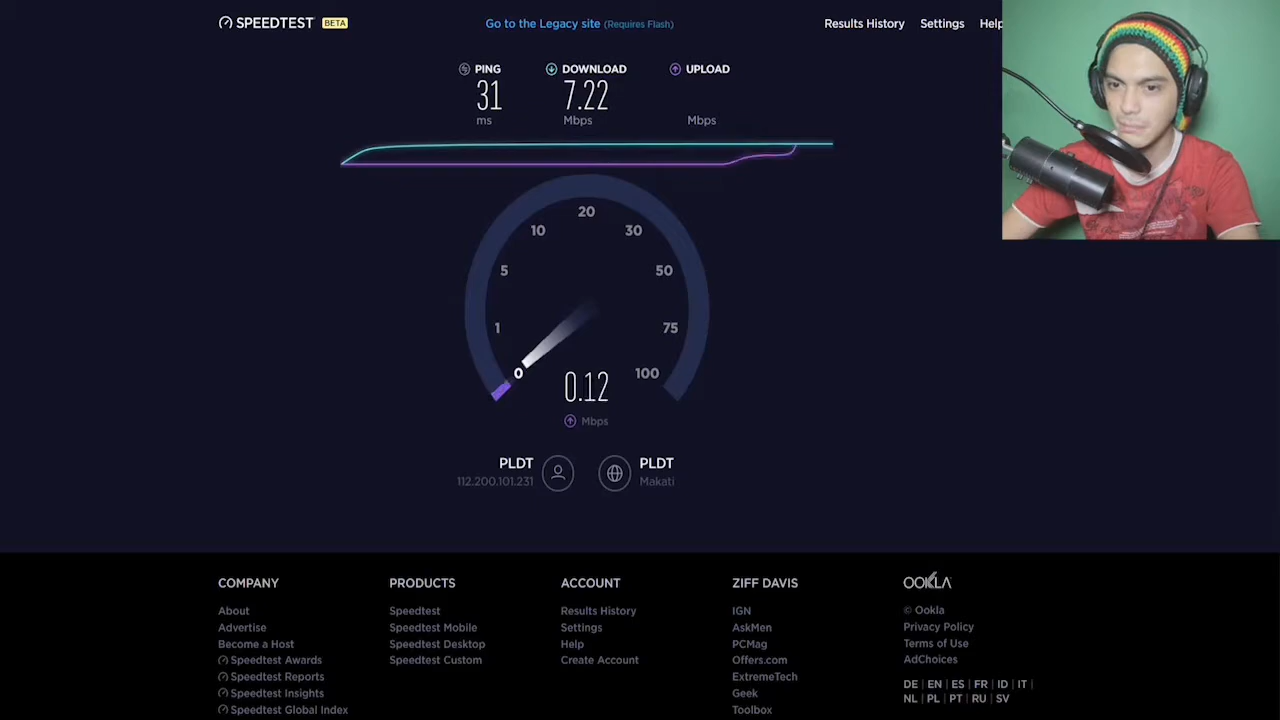 SPEEDTEST BETA
Go to the Legacy site (Requires Flash)
Results History Settings Help
PING DOWNLOAD UPLOAD
31 7.22
ms Mbps Mbps
20
10 30
5 50
1 75
0 100
0.12
Mbps
PLDT PLDT
112.200.101.231 Makati
COMPANY PRODUCTS ACCOUNT ZIFF DAVIS OOKLA
About Speedtest Results History IGN © Ookla
Advertise Speedtest Mobile Settings AskMen Privacy Policy
Become a Host Speedtest Desktop Help PCMag Terms of Use
Speedtest Awards Speedtest Custom Create Account Offers.com AdChoices
Speedtest Reports ExtremeTech DE | EN | ES | FR | ID | IT |
Speedtest Insights Geek NL | PL | PT | RU | SV
Speedtest Global Index Toolbox